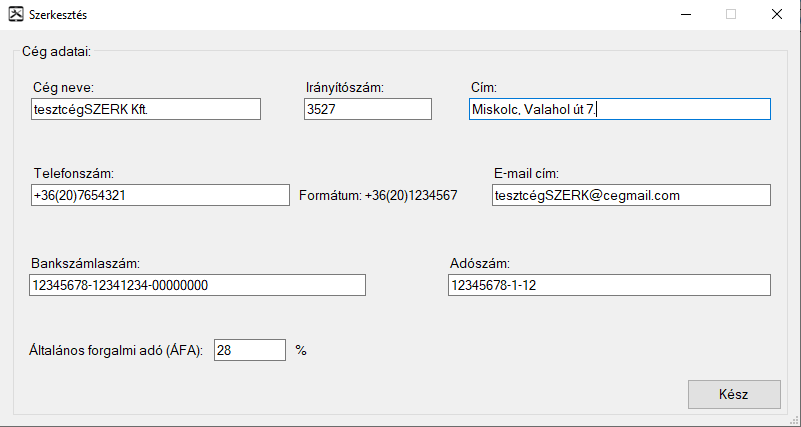 Szerkesztés
Cég adatai:
Cég neve:
Irányítószám:
Cím:
tesztcégSZERK Kft.
3527
Miskolc, Valahol út 7.
Telefonszám:
E-mail cím:
+36(20)7654321
Formátum: +36(20)1234567
tesztcégSZERK@cegmail.com
Bankszámlaszám:
Adószám:
12345678-12341234-00000000
12345678-1-12
Általános forgalmi adó (ÁFA):
28
%
Kész